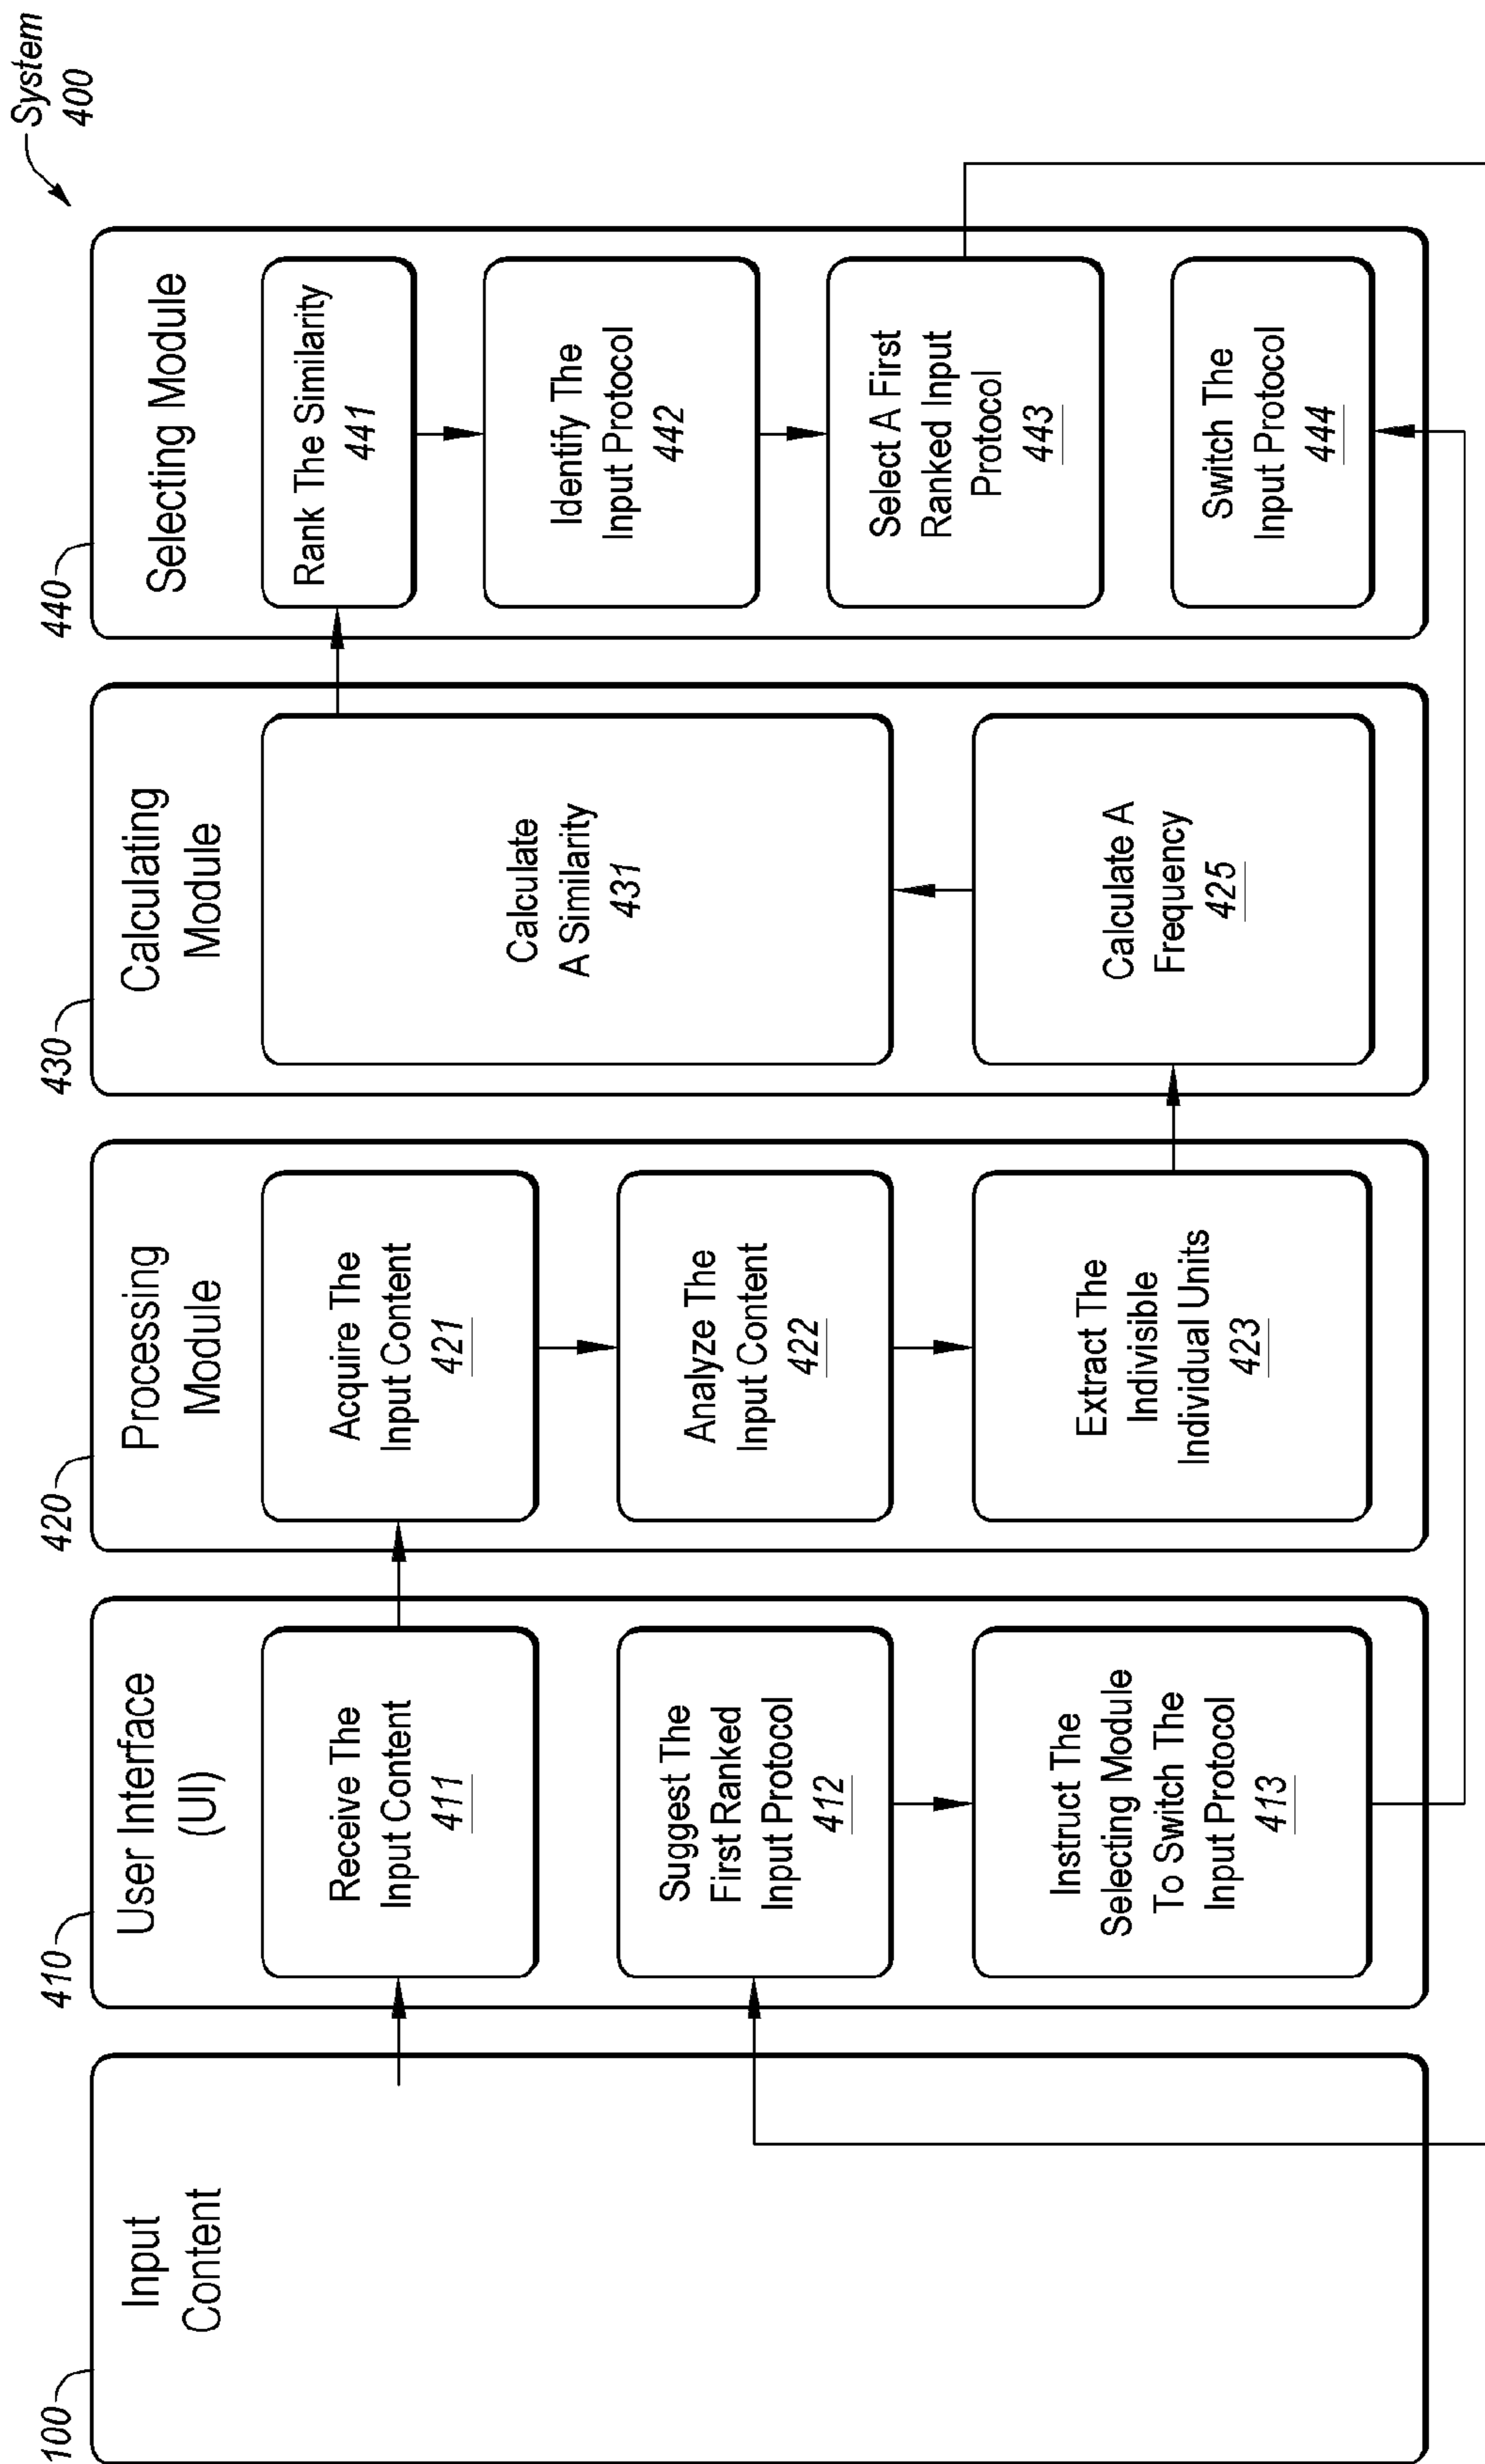 System
400
100
Input
Content
410
User Interface
(UI)
Receive The
Input Content
411
Suggest The
First Ranked
Input Protocol
412
Instruct The
Selecting Module
To Switch The
Input Protocol
413
420
Processing
Module
Acquire The
Input Content
421
Analyze The
Input Content
422
Extract The
Indivisible
Individual Units
423
430
Calculating
Module
Calculate
A Similarity
431
Calculate A
Frequency
425
440
Selecting Module
Rank The Similarity
441
Identify The
Input Protocol
442
Select A First
Ranked Input
Protocol
443
Switch The
Input Protocol
444